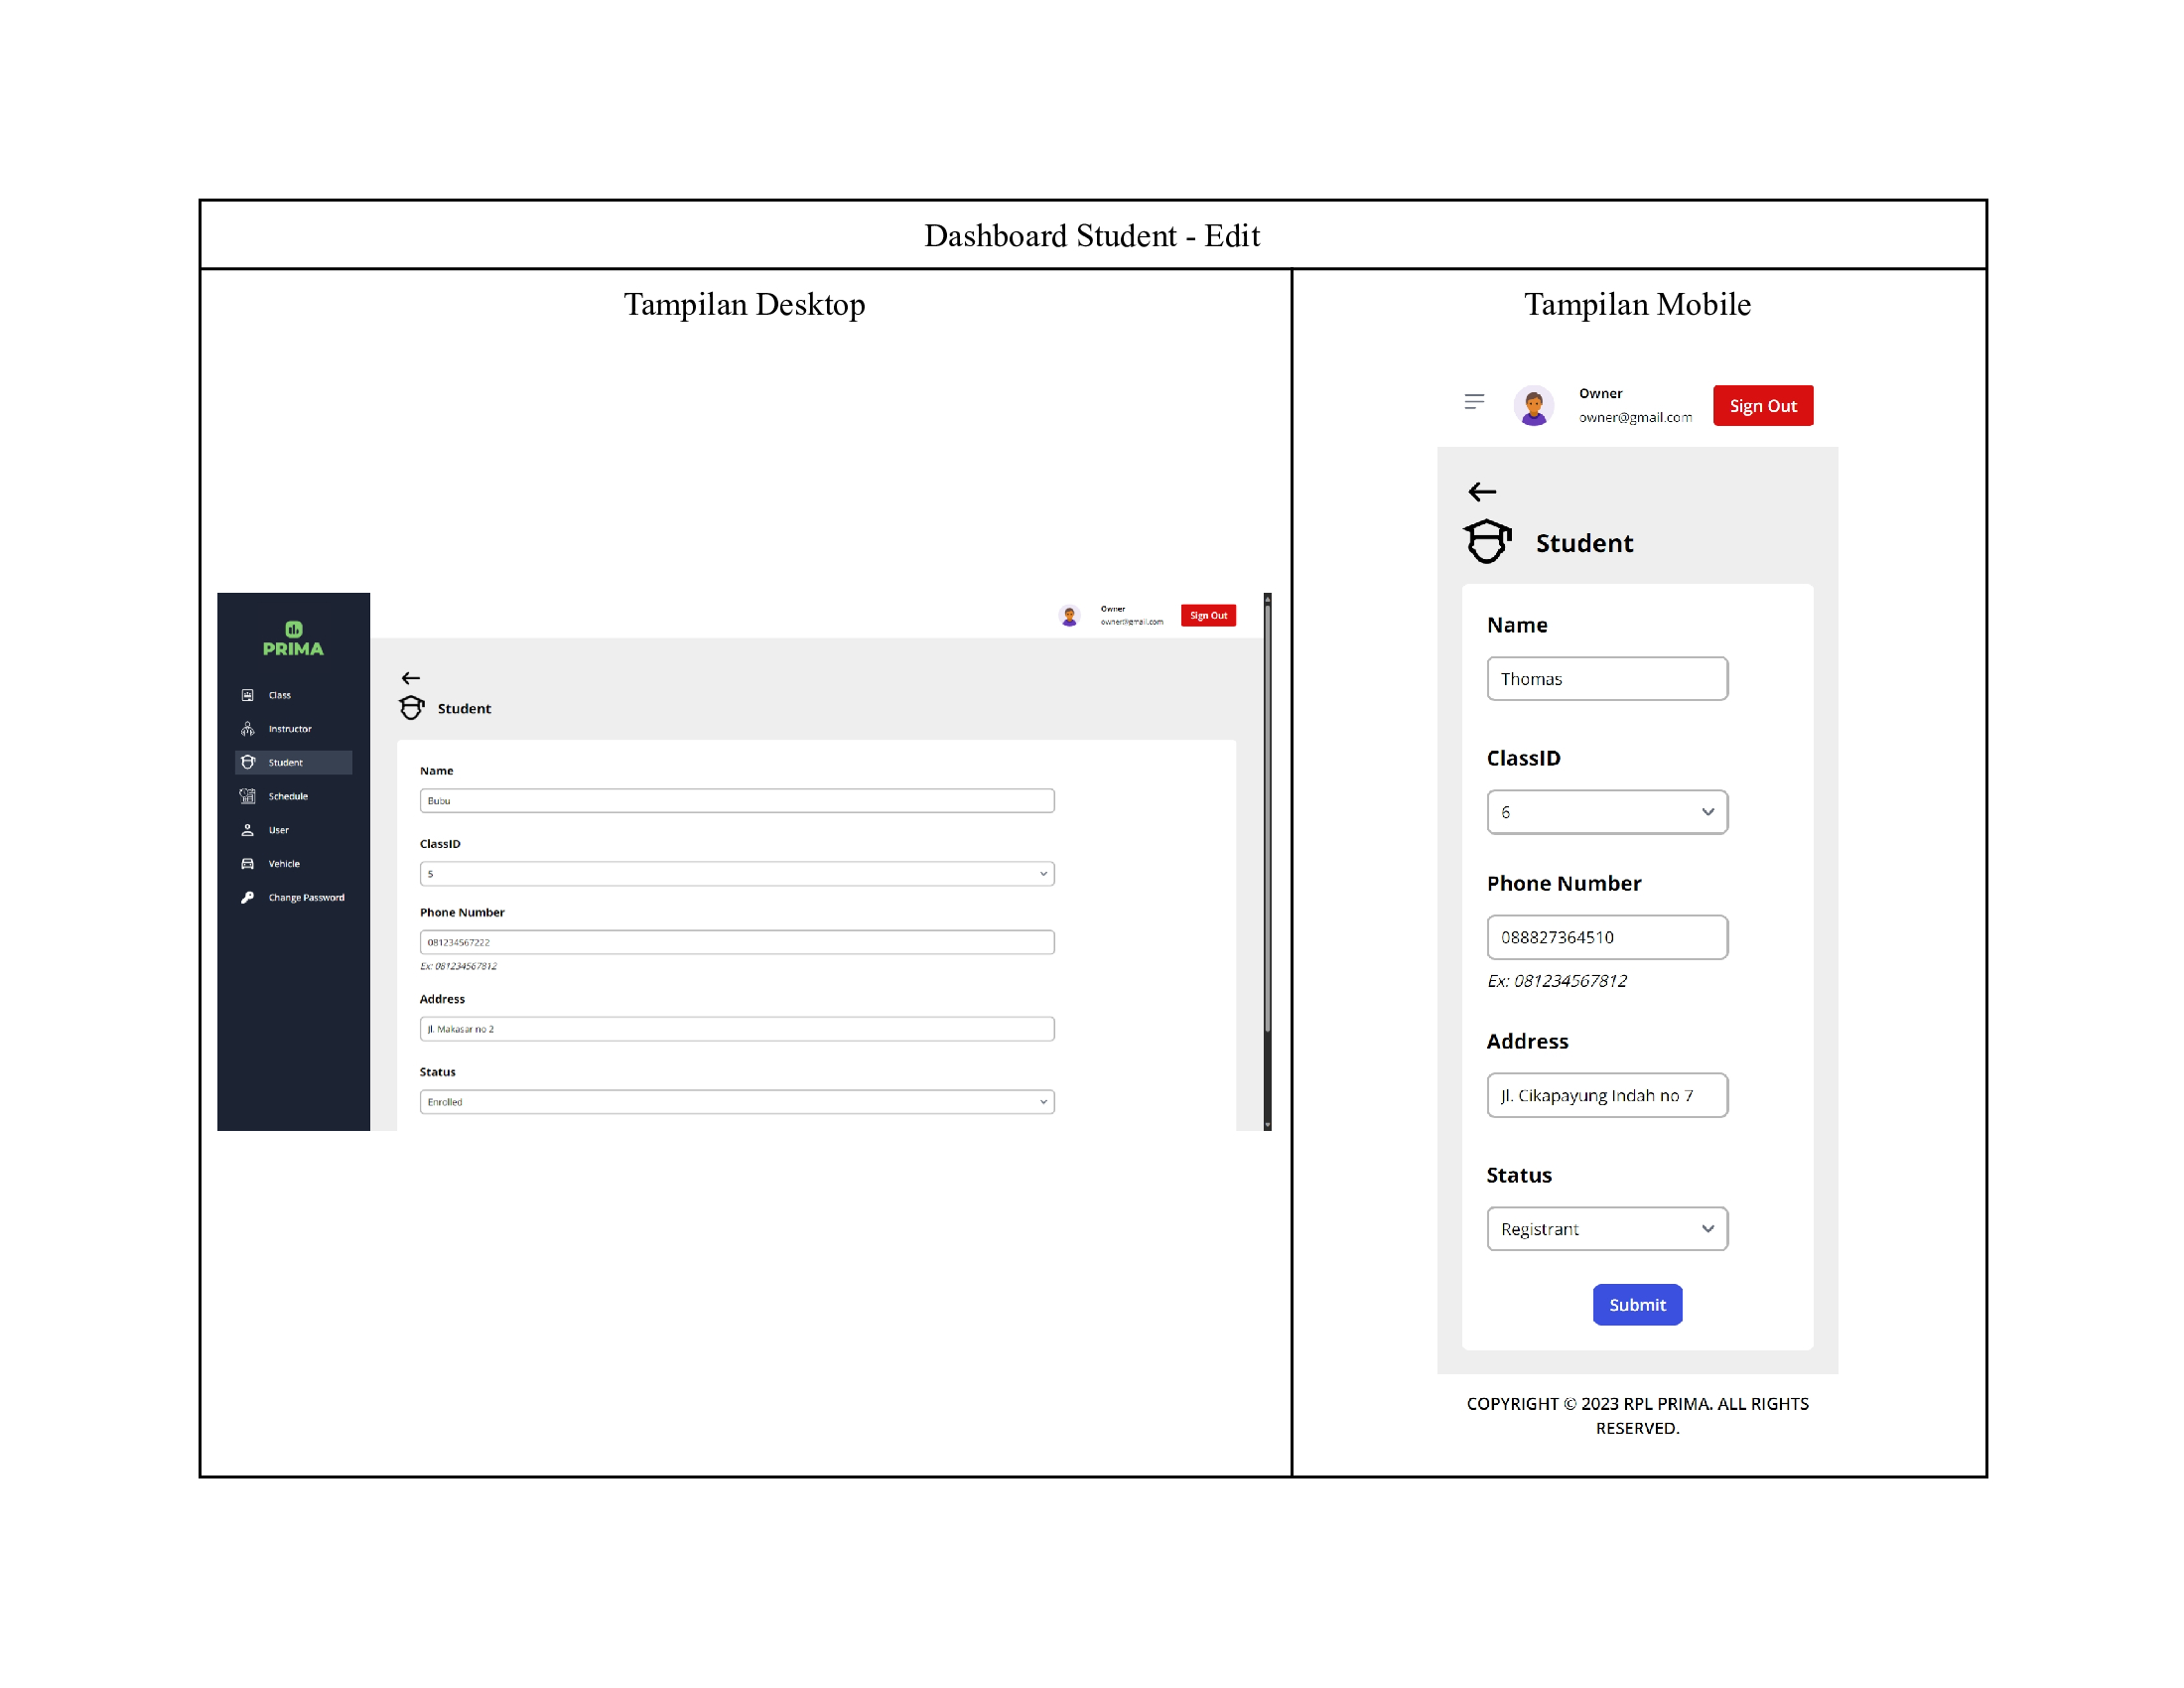 Dashboard Student - Edit
Tampilan Desktop
PRIMA
Class
Instructor
Student
Schedule
User
Vehicle
Change Password
Owner
owner@gmail.com
Sign Out
Student
Name
Bubu
ClassID
5
Phone Number
081234567222
Ex: 081234567812
Address
Jl. Makasar no 2
Status
Enrolled
Tampilan Mobile
Owner
owner@gmail.com
Sign Out
Student
Name
Thomas
ClassID
6
Phone Number
088827364510
Ex: 081234567812
Address
Jl. Cikapayung Indah no 7
Status
Registrant
Submit
COPYRIGHT © 2023 RPL PRIMA. ALL RIGHTS
RESERVED.